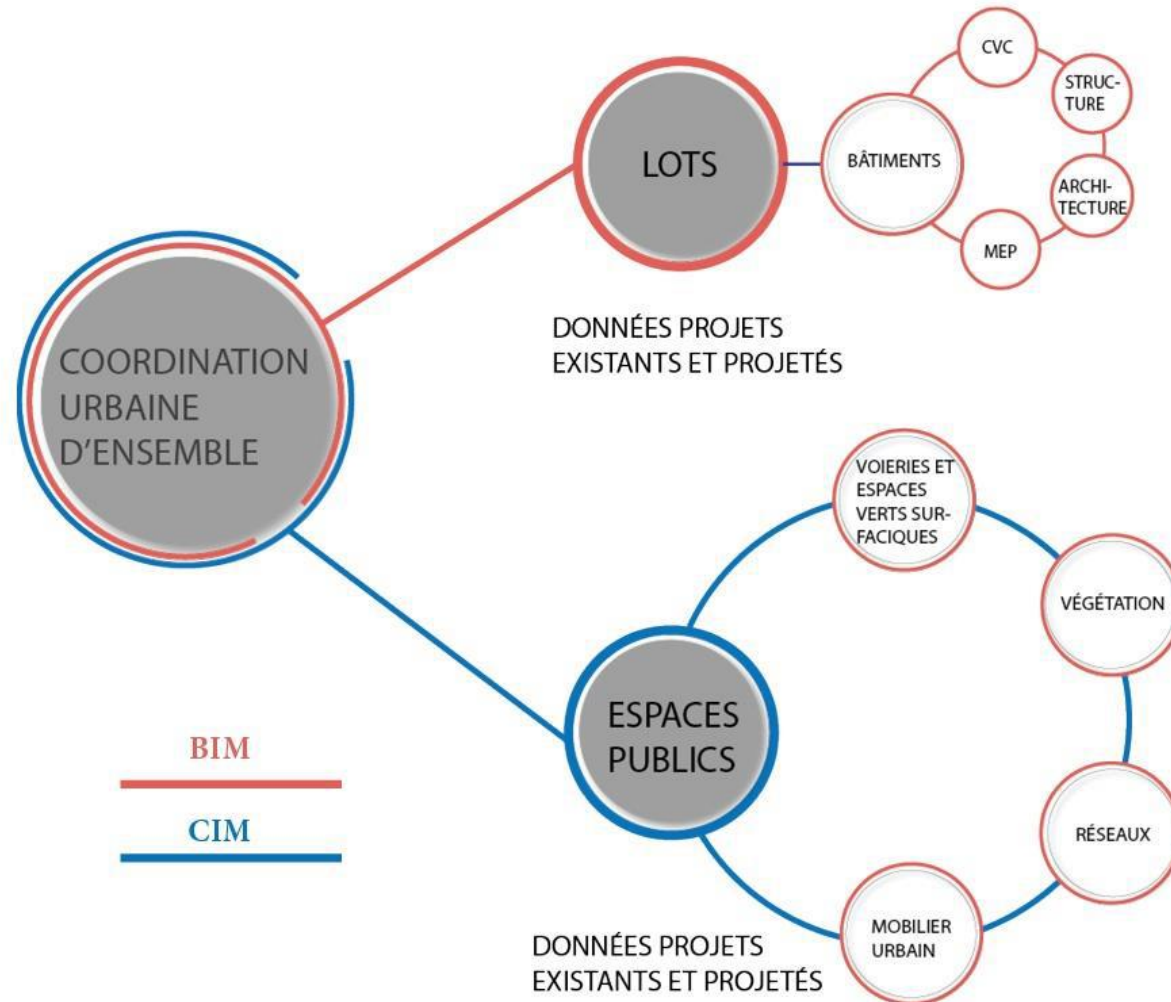 CVC
STRUC-
TURE
LOTS
BÂTIMENTS
ARCHI-
TECTURE
MEP
DONNÉES PROJETS
EXISTANTS ET PROJETÉS
COORDINATION
URBAINE
D’ENSEMBLE
VOIERIES ET
ESPACES
VERTS SUR-
FACIQUES
VÉGÉTATION
ESPACES
PUBLICS
BIM
CIM
RÉSEAUX
MOBILIER
URBAIN
DONNÉES PROJETS
EXISTANTS ET PROJETÉS